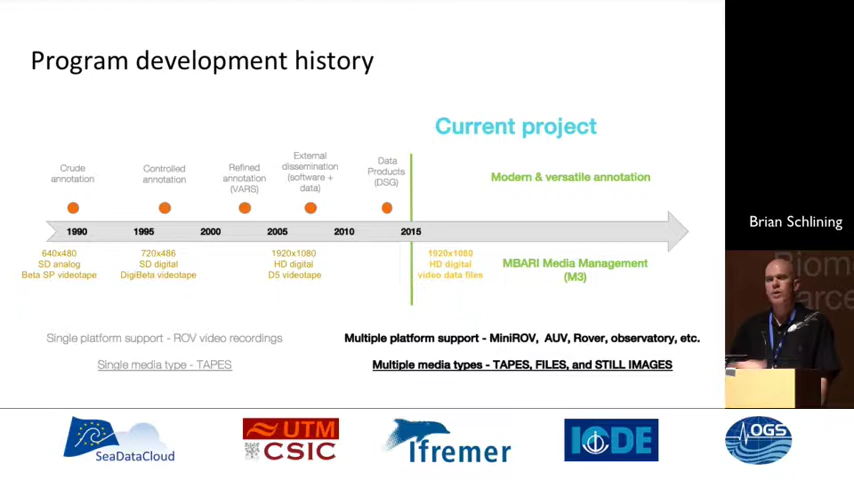 Program development history
Current project
Crude
annotation
Controlled
annotation
Refined
annotation
(VARS)
External
dissemination
(software +
data)
Data
Products
(DSG)
Modern & versatile annotation
1990
1995
2000
2005
2010
2015
640x480
SD analog
Beta SP videotape
720x486
SD digital
DigiBeta videotape
1920x1080
HD digital
D5 videotape
1920x1080
HD digital
video data files
MBARI Media Management
(M3)
Single platform support - ROV video recordings
Single media type - TAPES
Multiple platform support - MiniROV, AUV, Rover, observatory, etc.
Multiple media types - TAPES, FILES, and STILL IMAGES
Brian Schlining
Biom
arce
SeaDataCloud
UTM
CSIC
Ifremer
IODE
OGS